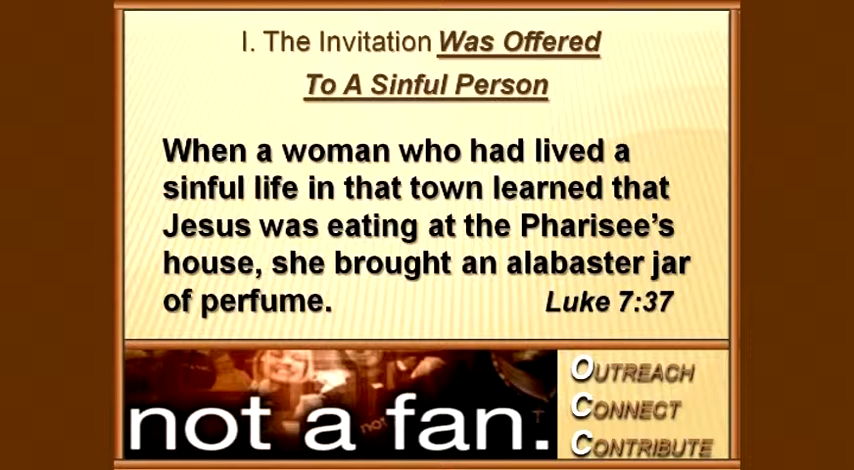 I. The Invitation Was Offered
To A Sinful Person
When a woman who had lived a
sinful life in that town learned that
Jesus was eating at the Pharisee’s
house, she brought an alabaster jar
of perfume. Luke 7:37
not a fan.
not
OUTREACH
CONNECT
CONTRIBUTE